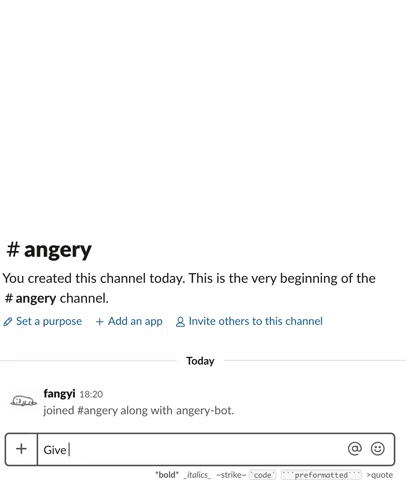 # angery
You created this channel today. This is the very beginning of the
# angery channel.
Set a purpose + Add an app Invite others to this channel
Today
fangyi 18:20
joined #angery along with angery-bot.
+ Give @
*bold* _italics_ ~strike~ `code` ```preformatted``` >quote